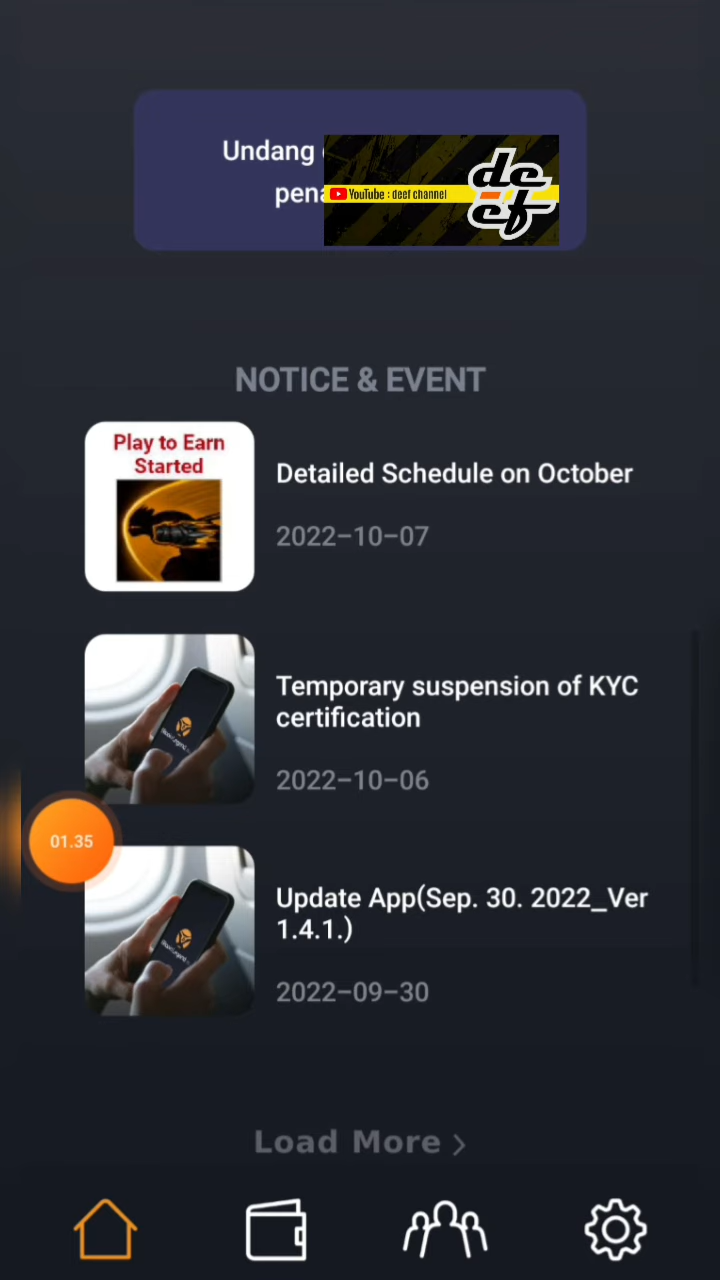 Undang
YouTube : deef channel
de
ef
NOTICE & EVENT
Play to Earn
Started
Detailed Schedule on October
2022-10-07
Temporary suspension of KYC
certification
2022-10-06
01.35
Update App(Sep. 30. 2022_Ver
1.4.1.)
2022-09-30
Load More >